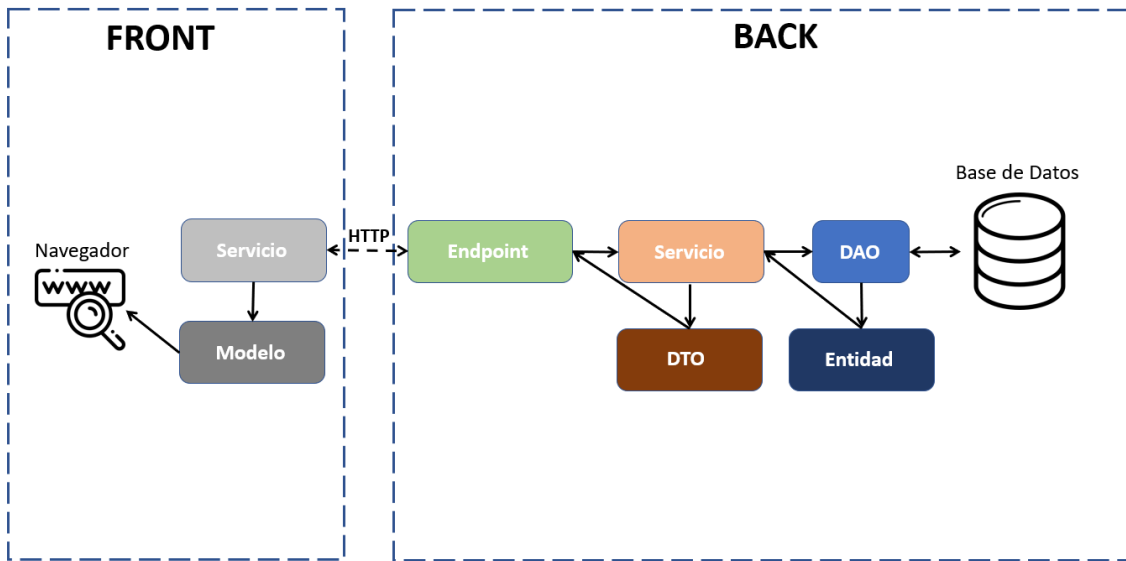 FRONT
BACK
Base de Datos
Navegador
WWW
Servicio
HTTP
Endpoint
Servicio
DAO
Modelo
DTO
Entidad